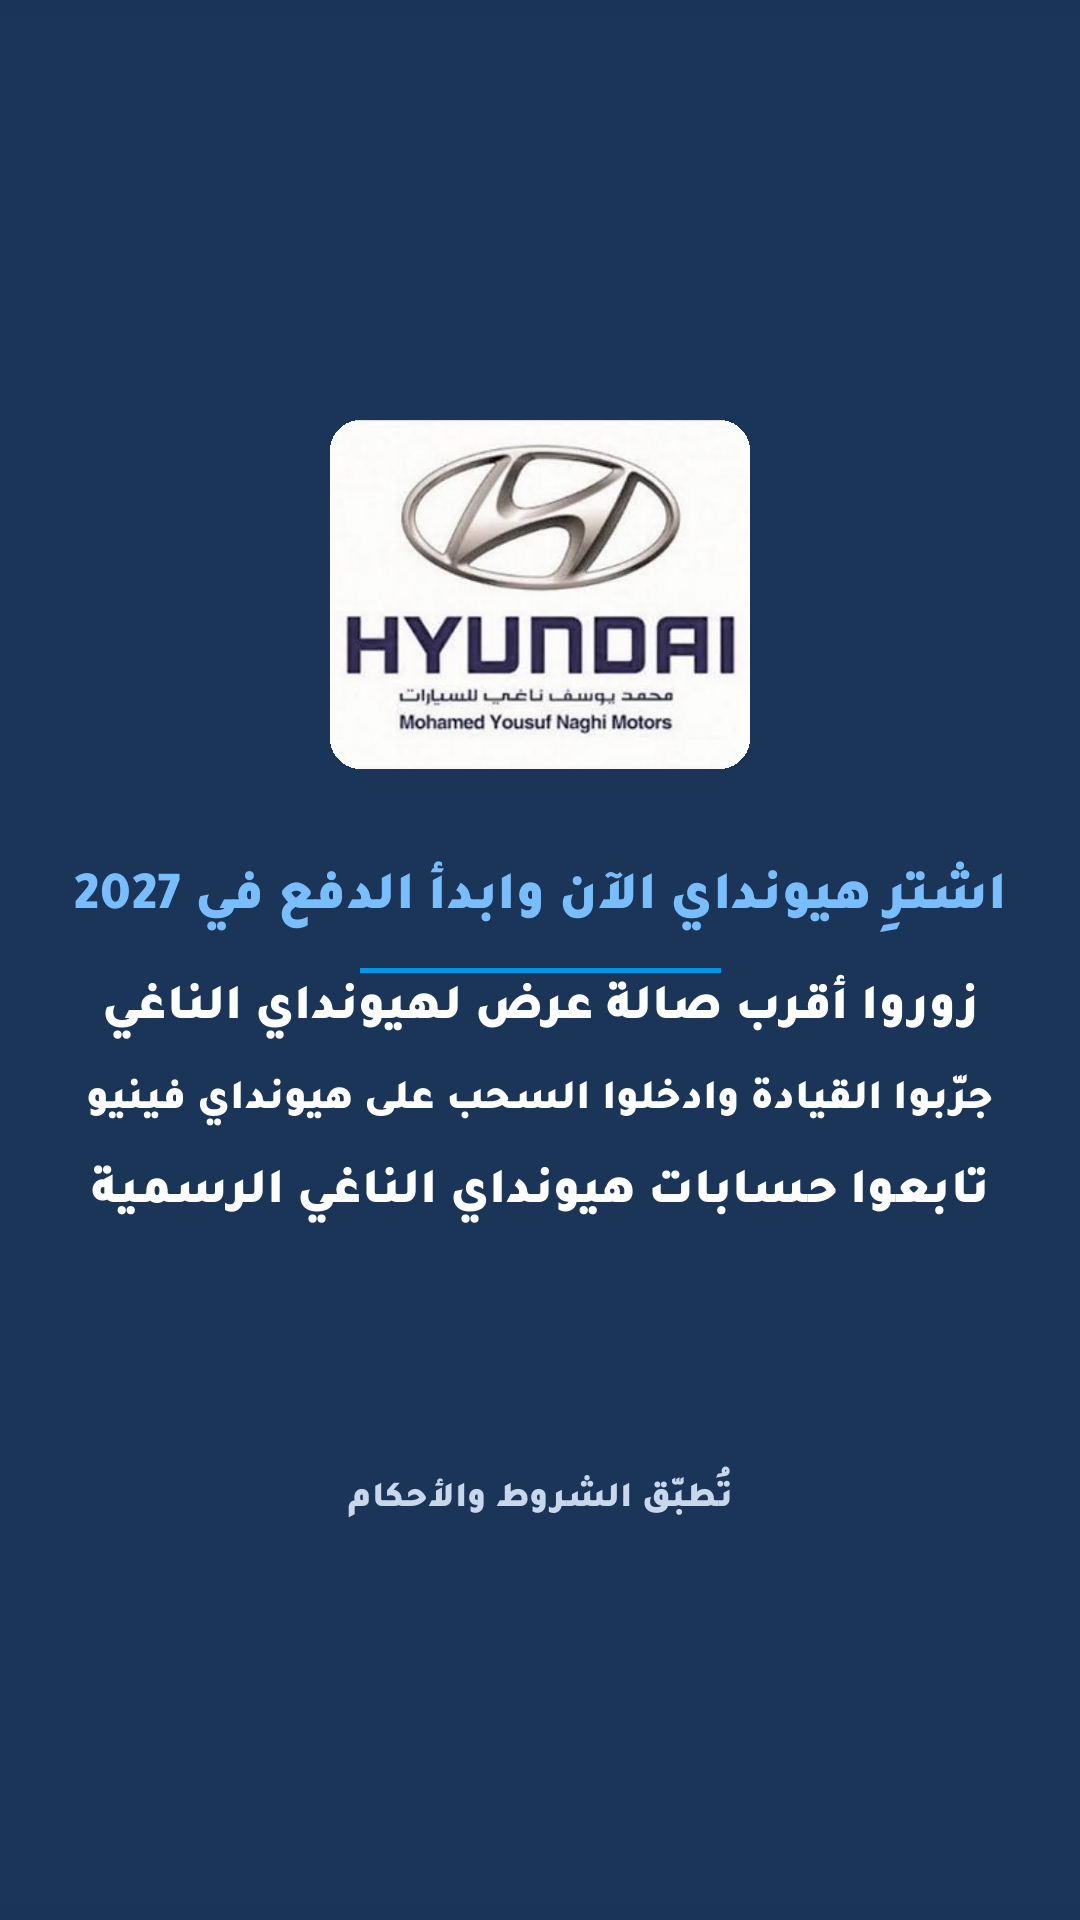 HYUNDAI
محمد يوسف ناغي للسيارات
Mohamed Yousuf Naghi Motors
اشترِ هيونداي الآن وابدأ الدفع في 2027
زوروا أقرب صالة عرض لهيونداي الناغي
جرّبوا القيادة وادخلوا السحب على هيونداي فينيو
تابعوا حسابات هيونداي الناغي الرسمية
تُطبّق الشروط والأحكام